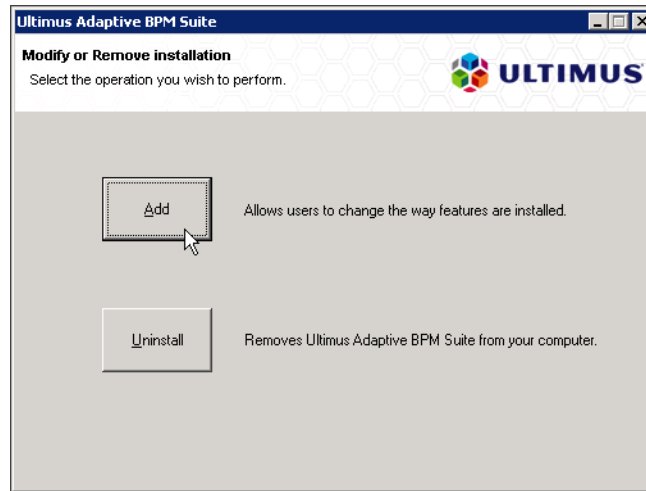 Ultimus Adaptive BPM Suite
Modify or Remove installation
Select the operation you wish to perform.
ULTIMUS
Add
Allows users to change the way features are installed.
Uninstall
Removes Ultimus Adaptive BPM Suite from your computer.